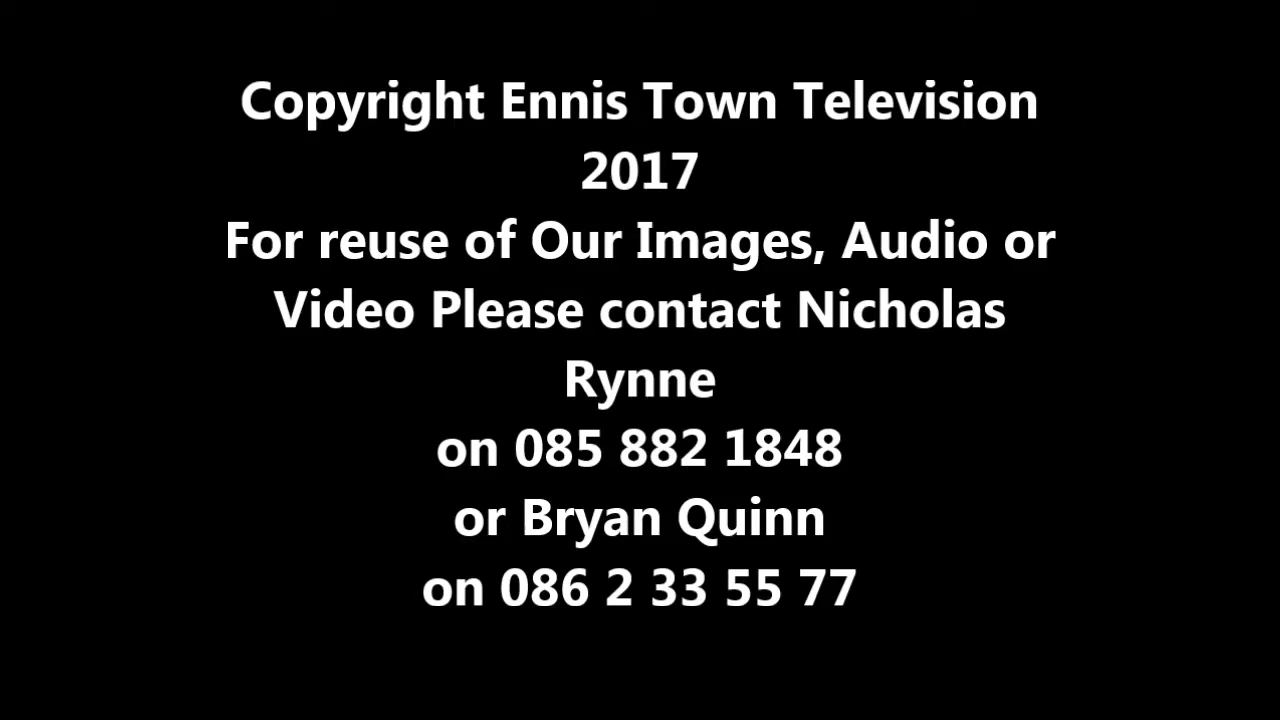 Copyright Ennis Town Television
2017
For reuse of Our Images, Audio or
Video Please contact Nicholas
Rynne
on 085 882 1848
or Bryan Quinn
on 086 2 33 55 77